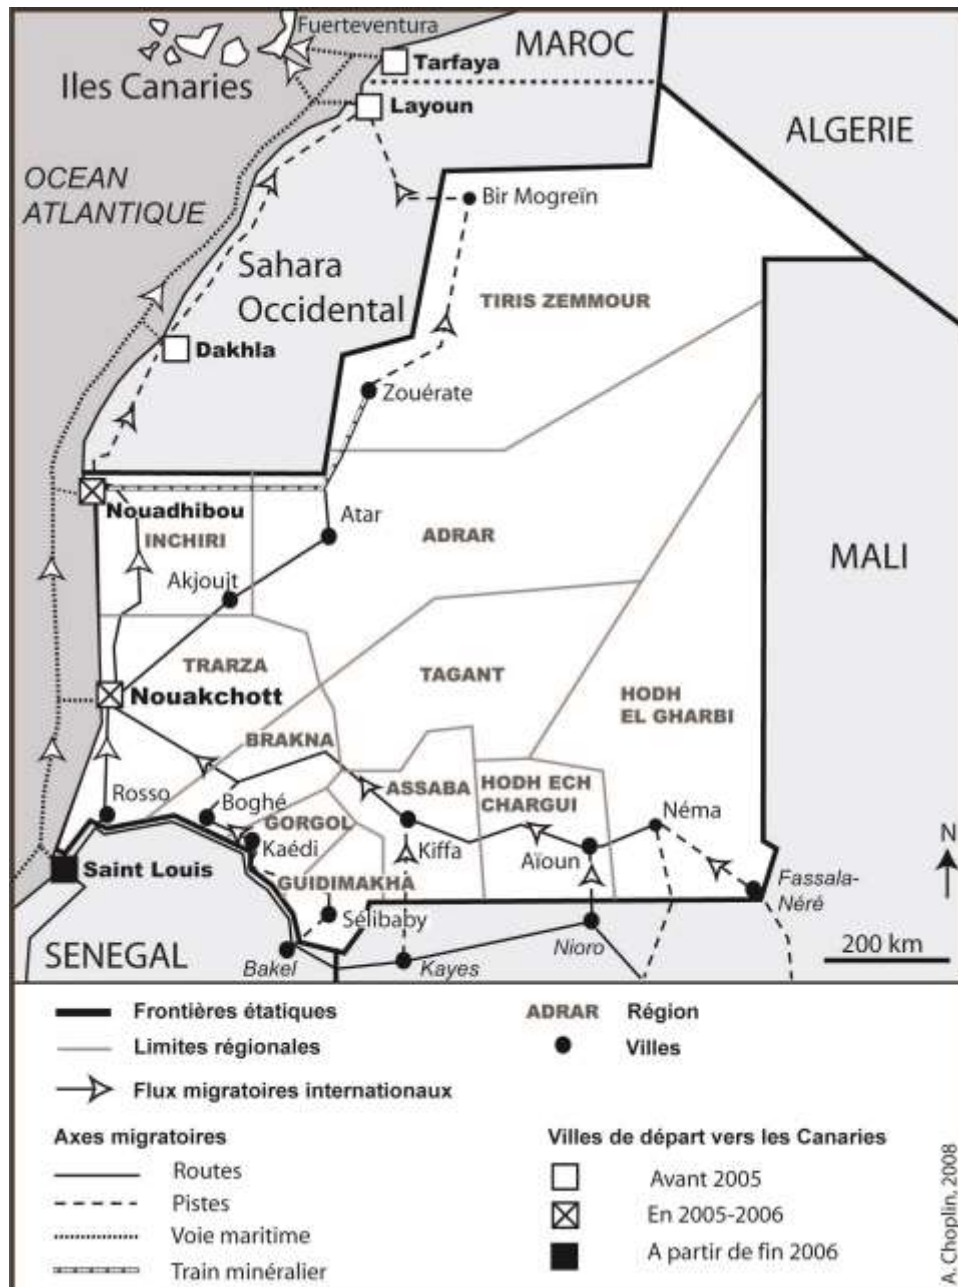 Fuerteventura
MAROC
Tarfaya
Iles Canaries
Layoun
ALGERIE
OCEAN
ATLANTIQUE
Bir Mogreïn
Sahara
Occidental
TIRIS ZEMMOUR
Dakhla
Zouérate
Nouadhibou
INCHIRI
Atar
ADRAR
MALI
Akjoujt
TRARZA
TAGANT
Nouakchott
HODH
EL GHARBI
BRAKNA
ASSABA
HODH ECH
CHARGUI
Rosso
Boghé
Néma
GORGOL
Kaédi
Kiffa
Aïoun
N
Saint Louis
GUIDIMAKHA
Fassala-
Néré
Sélibaby
SENEGAL
Bakel
Kayes
Nioro
200 km
Frontières étatiques
Limites régionales
Flux migratoires internationaux
ADRAR Région
Villes
Axes migratoires
Routes
Pistes
Voie maritime
Train minéralier
Villes de départ vers les Canaries
Avant 2005
En 2005-2006
A partir de fin 2006
A. Choplin, 2008